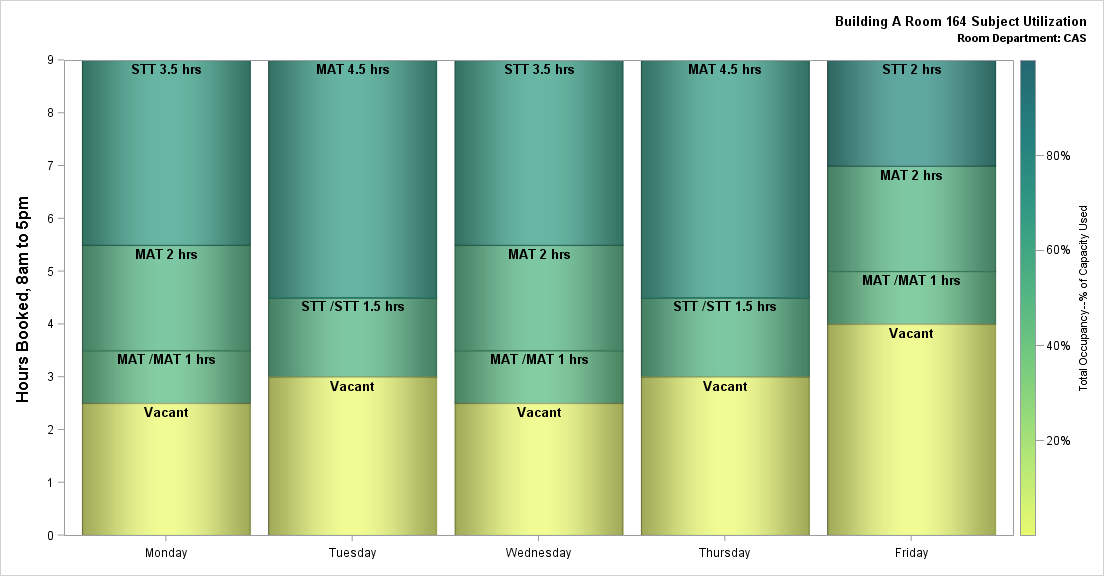 Building A Room 164 Subject Utilization
Room Department: CAS
Hours Booked, 8am to 5pm
9
8
7
6
5
4
3
2
1
0
STT 3.5 hrs
MAT 2 hrs
MAT /MAT 1 hrs
Vacant
MAT 4.5 hrs
STT /STT 1.5 hrs
Vacant
STT 3.5 hrs
MAT 2 hrs
MAT /MAT 1 hrs
Vacant
MAT 4.5 hrs
STT /STT 1.5 hrs
Vacant
STT 2 hrs
MAT 2 hrs
MAT /MAT 1 hrs
Vacant
Monday
Tuesday
Wednesday
Thursday
Friday
80%
60%
40%
20%
Total Occupancy--% of Capacity Used